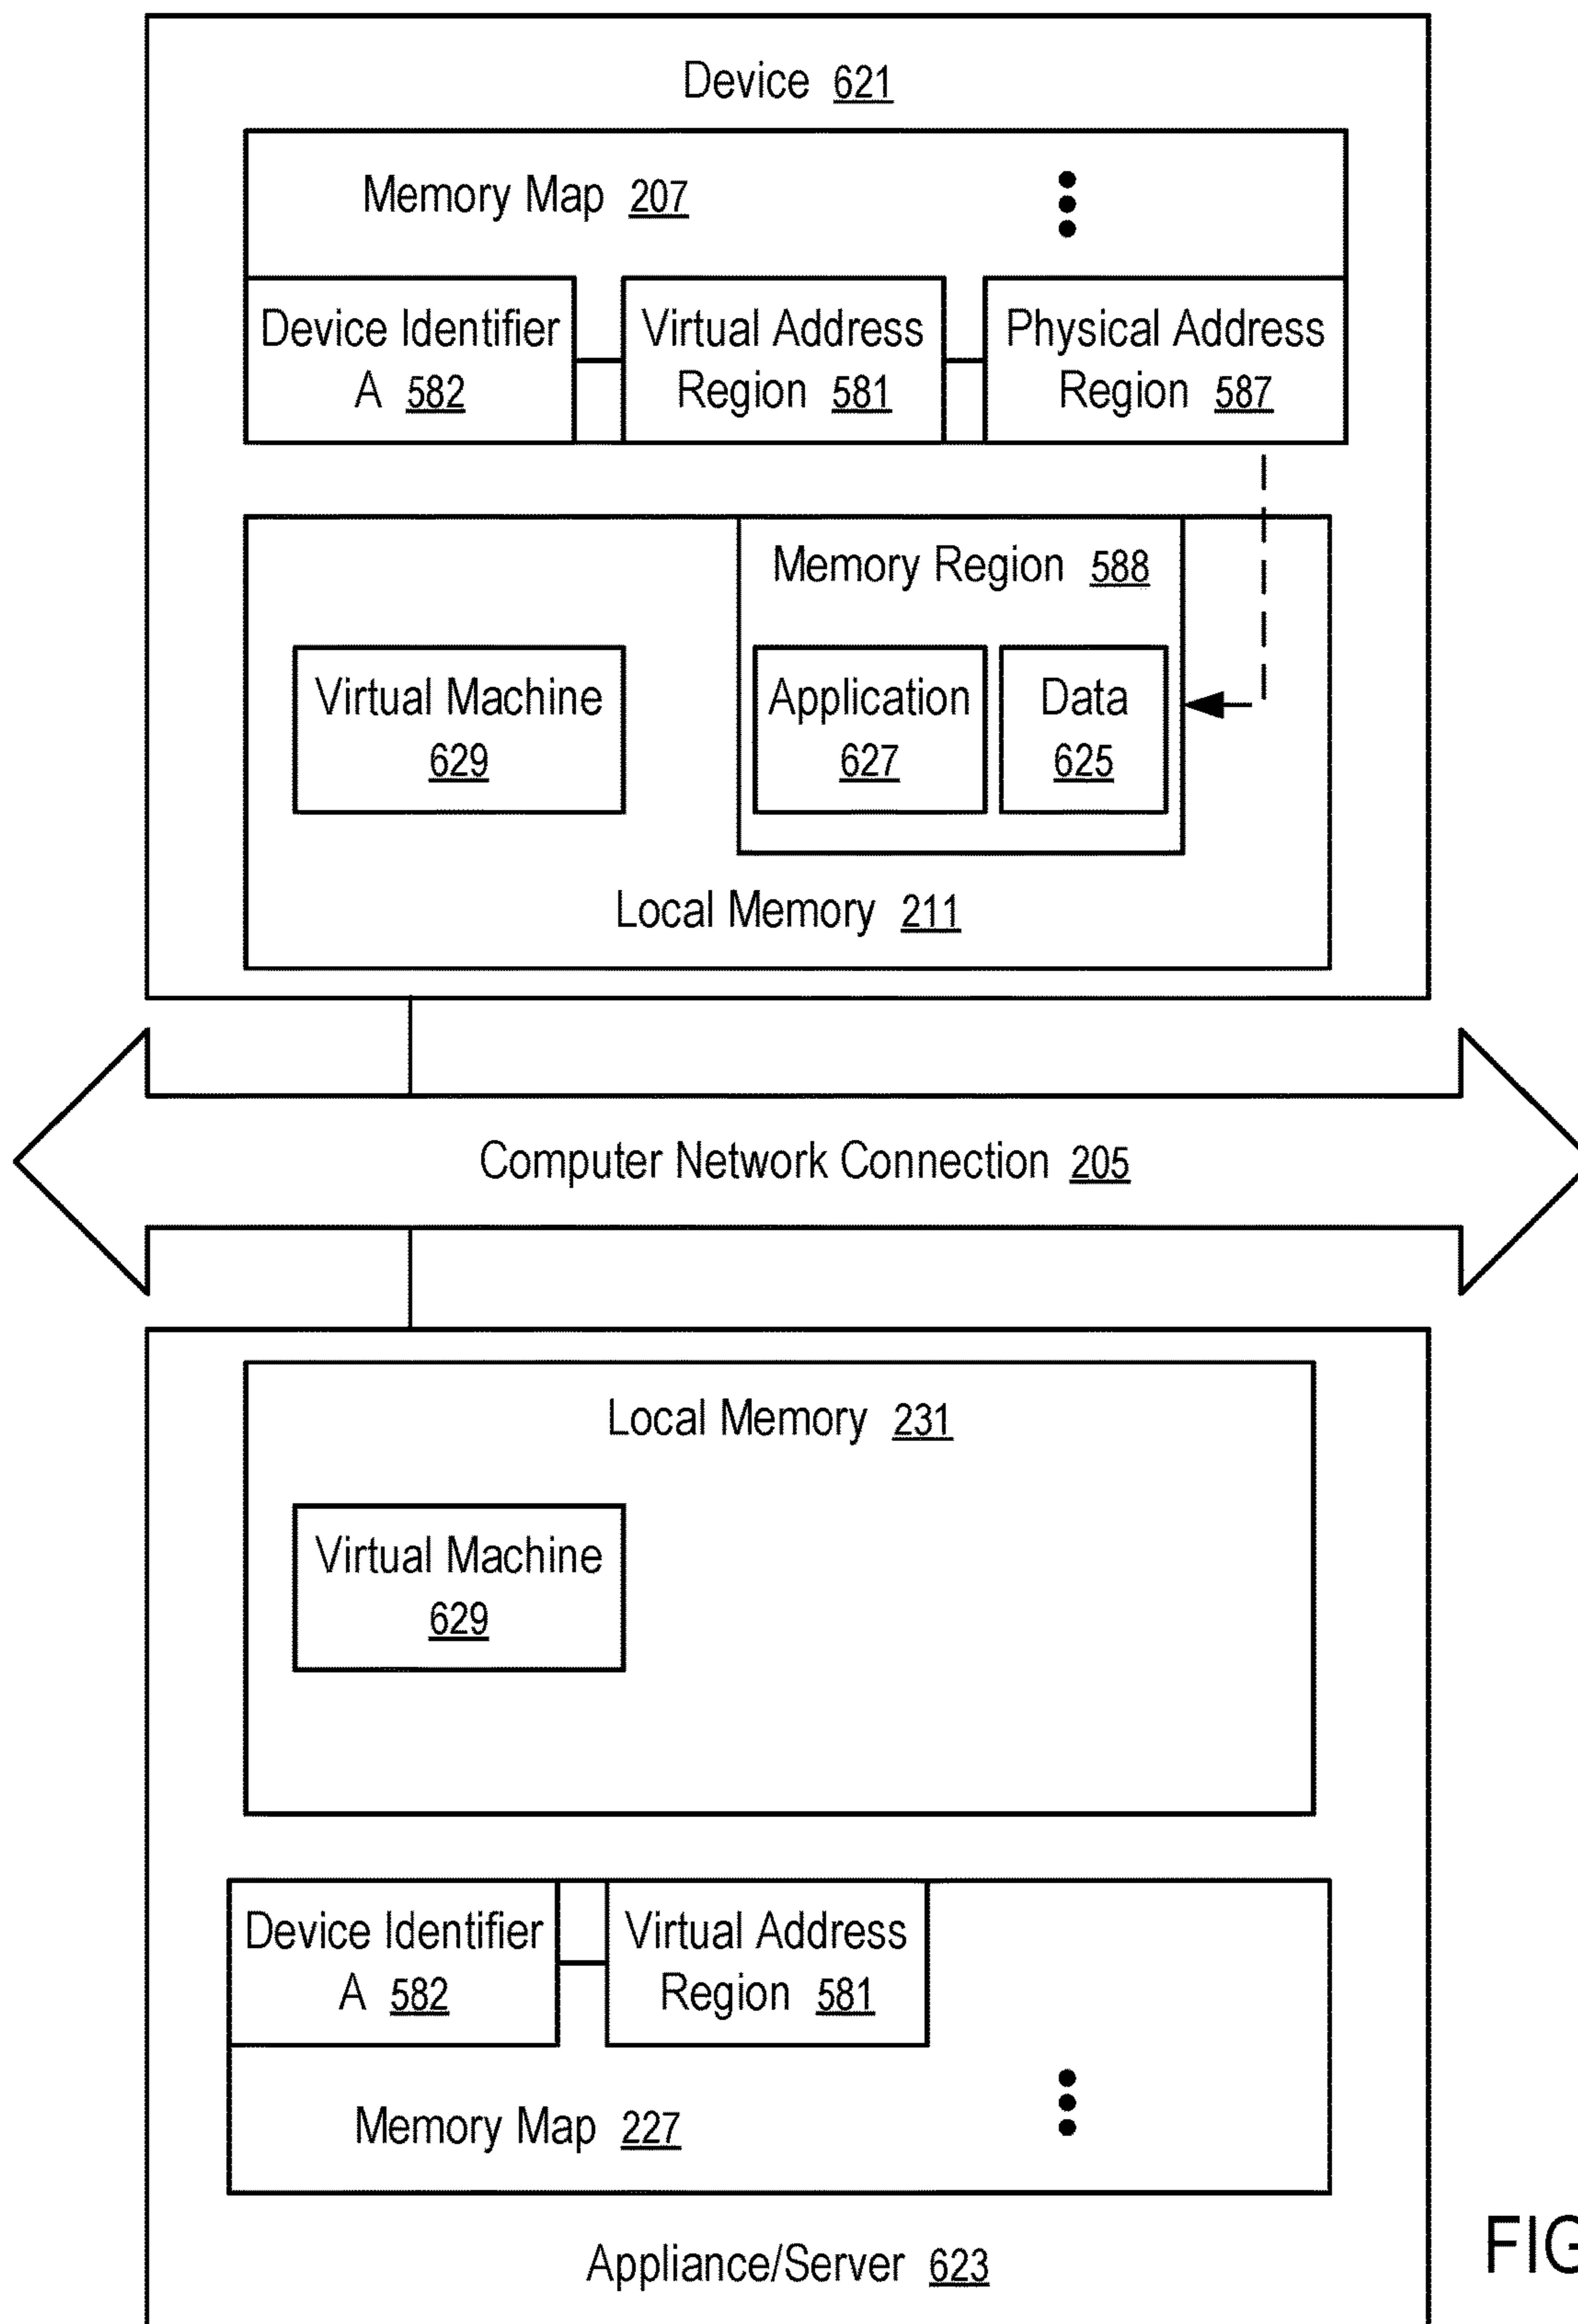 Device 621
Memory Map 207
Device Identifier
A 582
Virtual Address
Region 581
Physical Address
Region 587
Memory Region 588
Virtual Machine
629
Application
627
Data
625
Local Memory 211
Computer Network Connection 205
Local Memory 231
Virtual Machine
629
Device Identifier
A 582
Virtual Address
Region 581
Memory Map 227
Appliance/Server 623
FIG